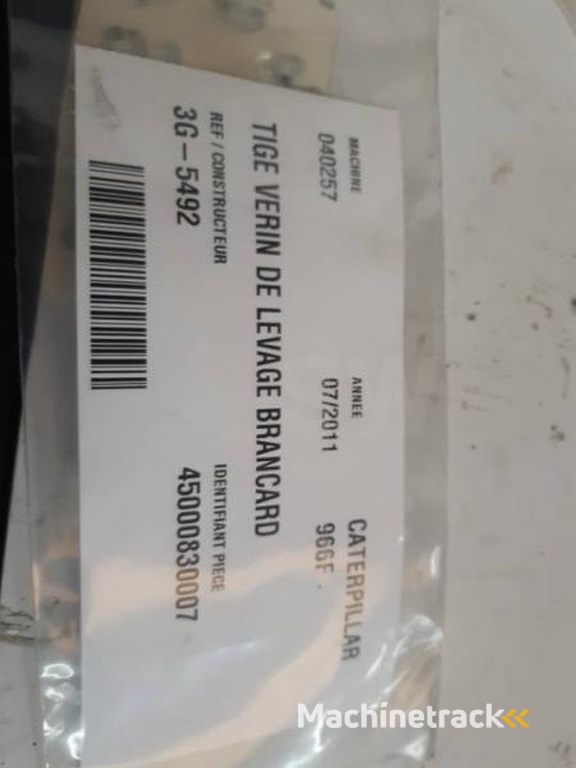 MACHINE ANNEE CATERPILLAR
040257 07/2011 966F
TIGE VERIN DE LEVAGE BRANCARD
REF / CONSTRUCTEUR IDENTIFIANT PIECE
3G-5492 45000830007
Machinetrack